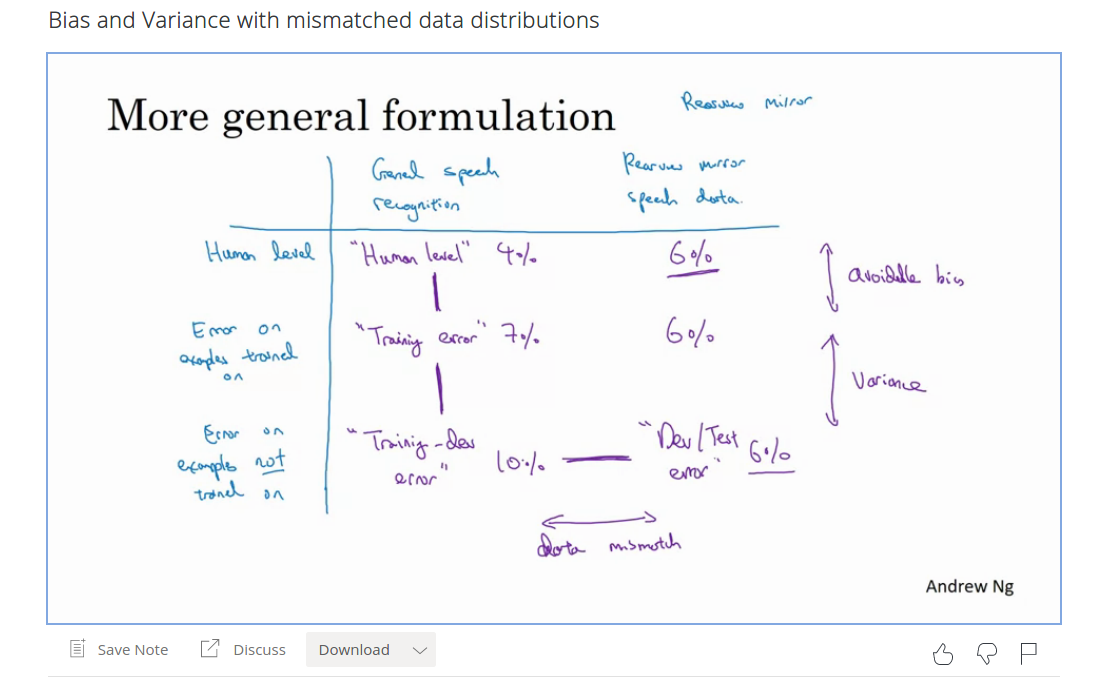 Bias and Variance with mismatched data distributions
More general formulation
Rearview mirror
General speech
recognition
Rearview mirror
speech data.
Human level
"Human level" 4%
6%
avoidable bias
Error on
examples trained
on
"Training error" 7%
6%
Variance
Error on
examples not
trained on
"Training-dev
error"
10%
"Dev/Test
error"
6%
data mismatch
Andrew Ng
Save Note
Discuss
Download